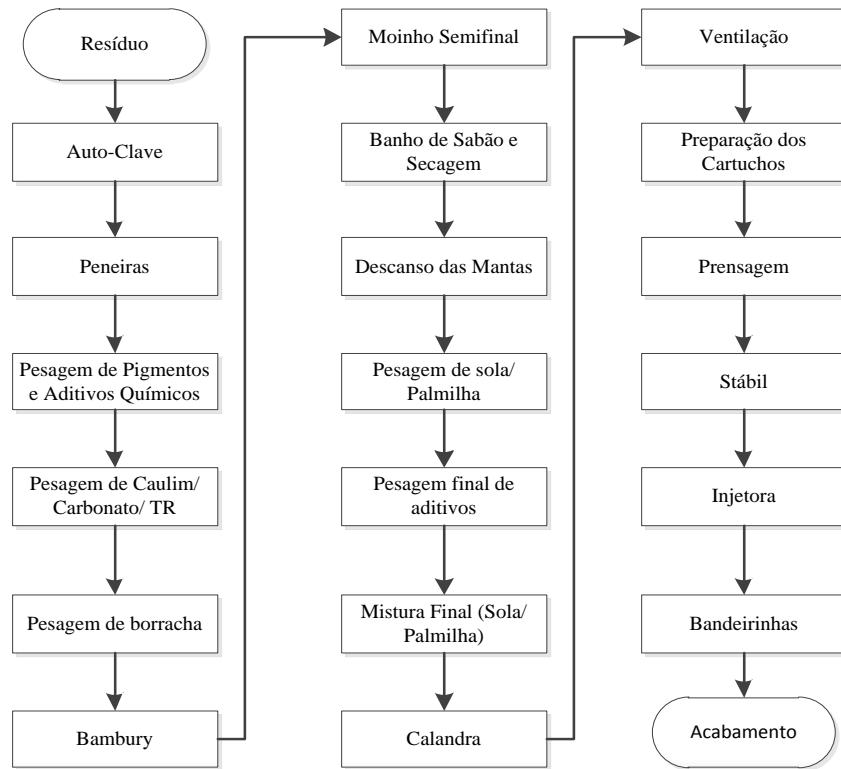 Resíduo
Auto-Clave
Peneiras
Pesagem de Pigmentos
e Aditivos Químicos
Pesagem de Caulim/
Carbonato/ TR
Pesagem de borracha
Bambury
Moinho Semifinal
Banho de Sabão e
Secagem
Descanso das Mantas
Pesagem de sola/
Palmilha
Pesagem final de
aditivos
Mistura Final (Sola/
Palmilha)
Calandra
Ventilação
Preparação dos
Cartuchos
Prensagem
Stábil
Injetora
Bandeirinhas
Acabamento